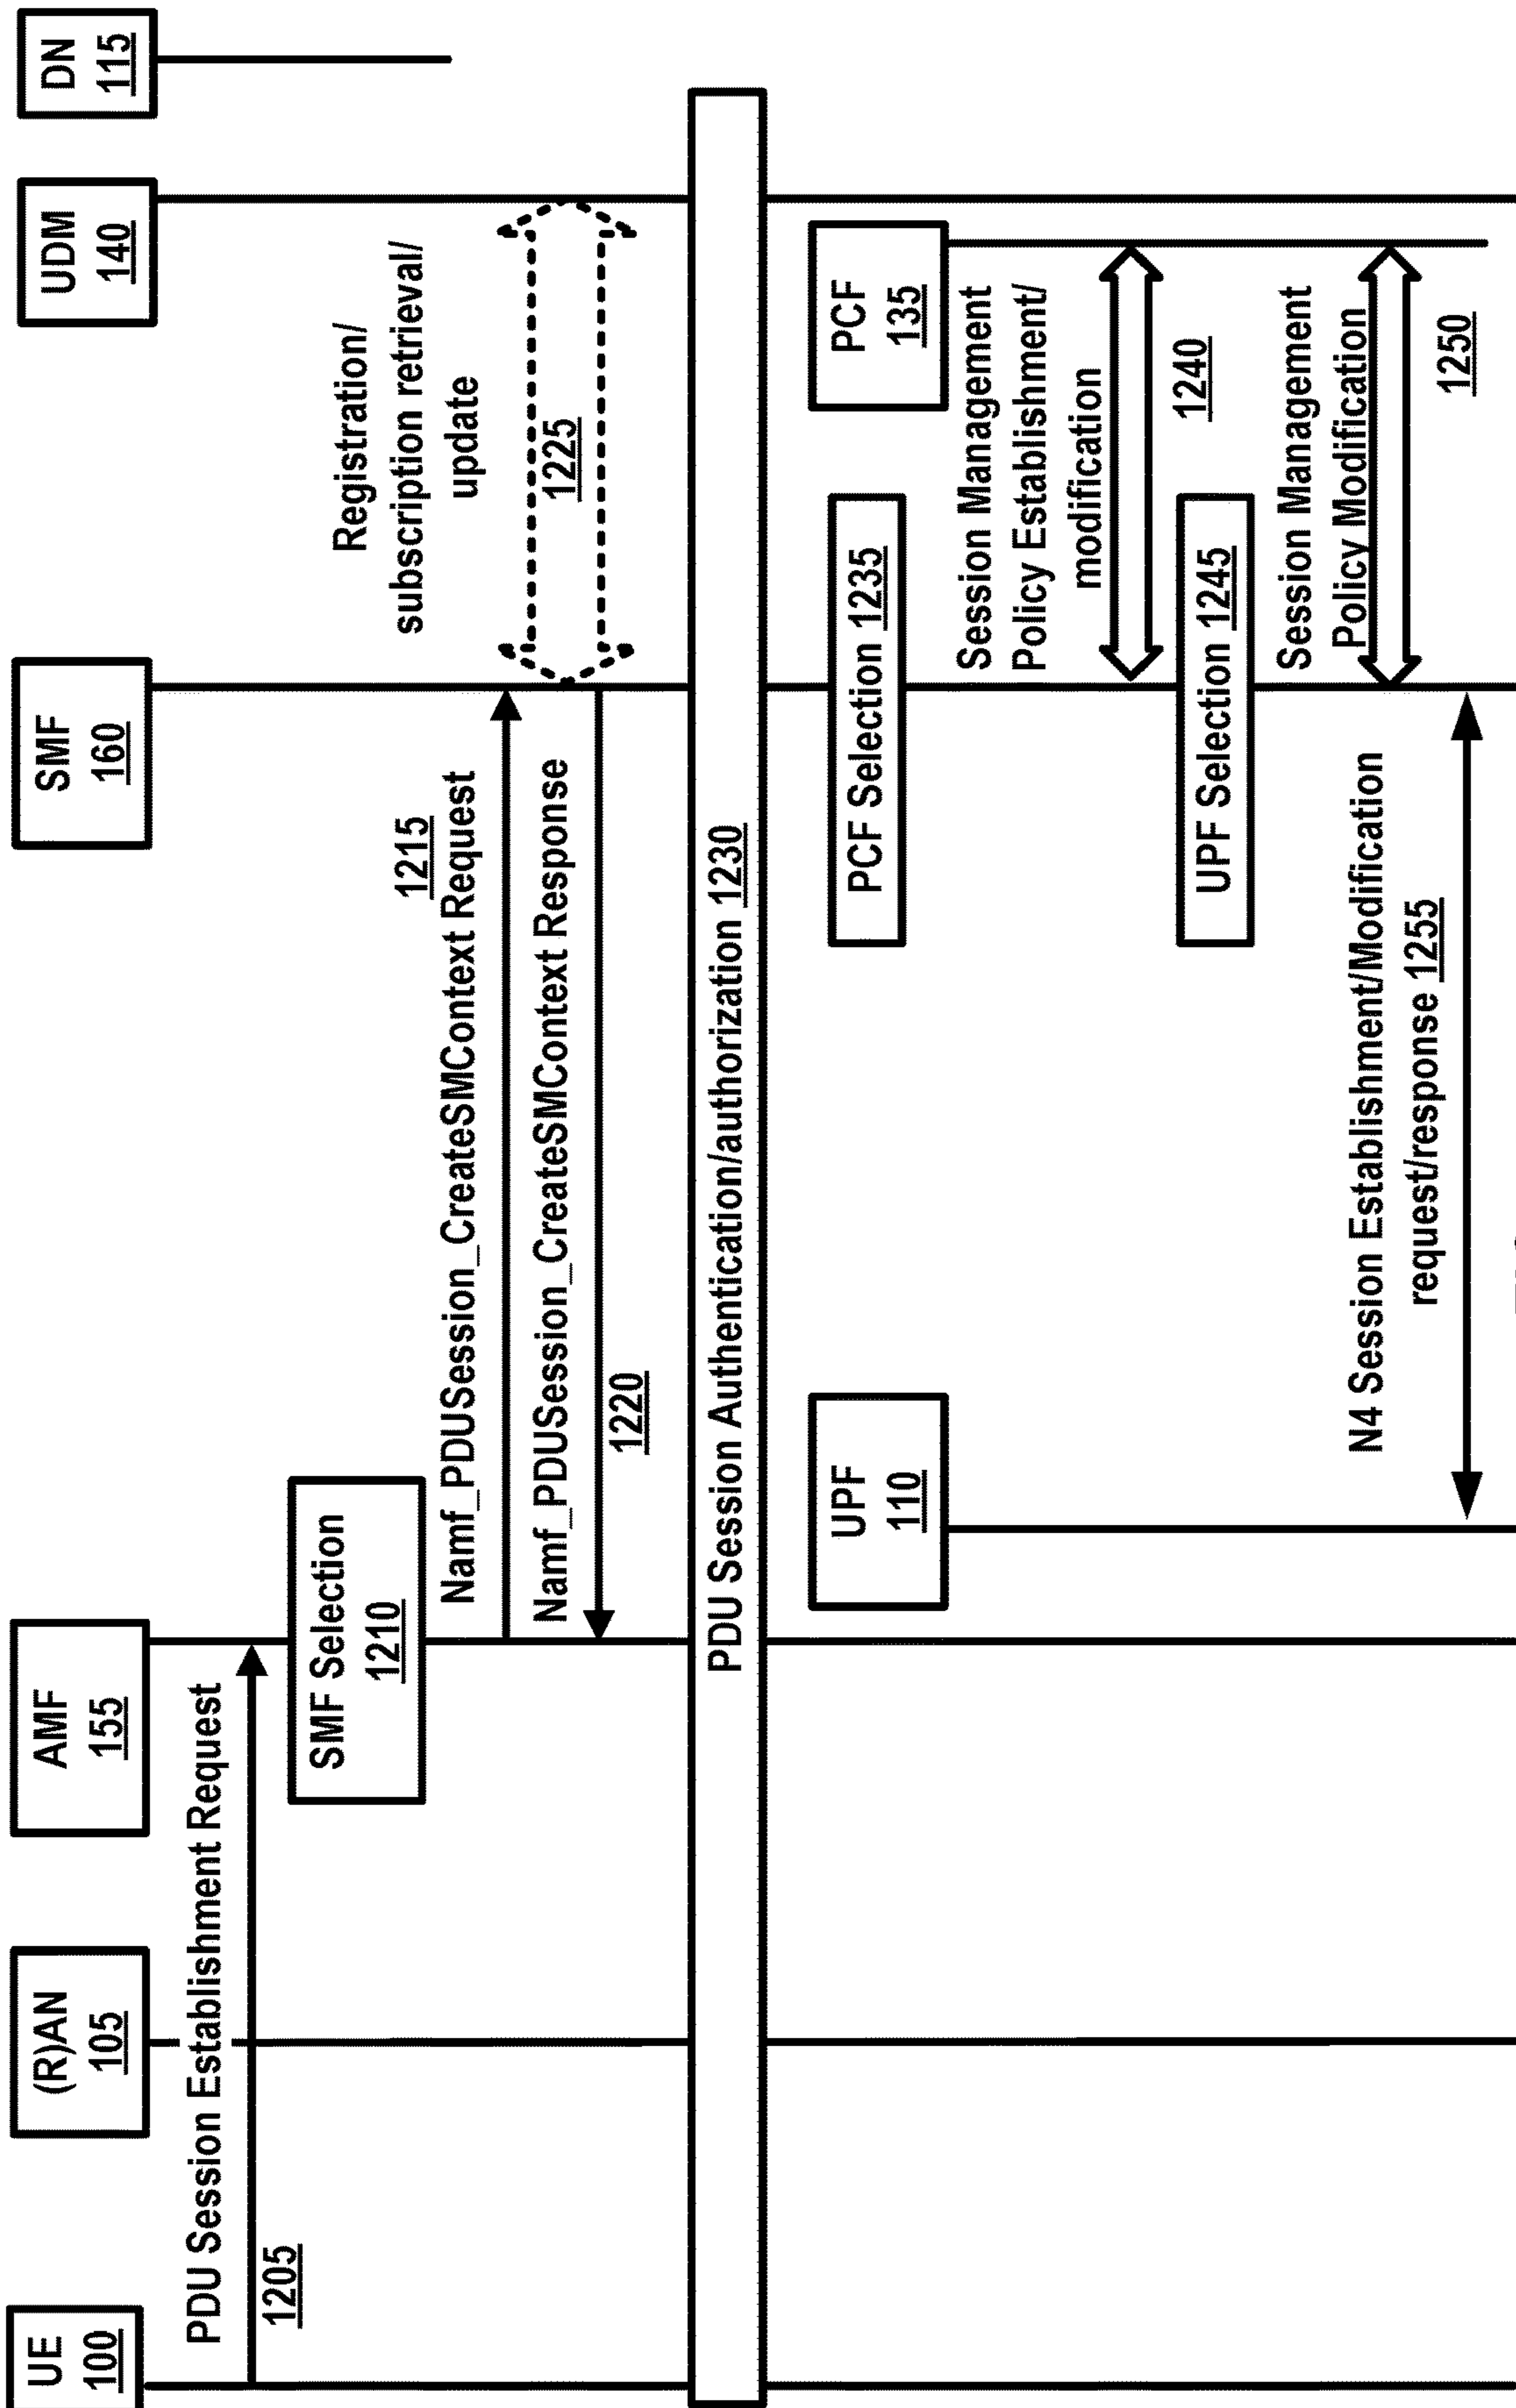 UE
100
(R)AN
105
AMF
155
SMF
160
UDM
140
DN
115
PDU Session Establishment Request
1205
SMF Selection
1210
1215
Namf_PDUSession_CreateSMContext Request
Namf_PDUSession_CreateSMContext Response
1220
Registration/
subscription retrieval/
update
1225
PDU Session Authentication/authorization 1230
UPF
110
PCF Selection 1235
PCF
135
Session Management
Policy Establishment/
modification
1240
UPF Selection 1245
Session Management
Policy Modification
1250
N4 Session Establishment/Modification
request/response 1255